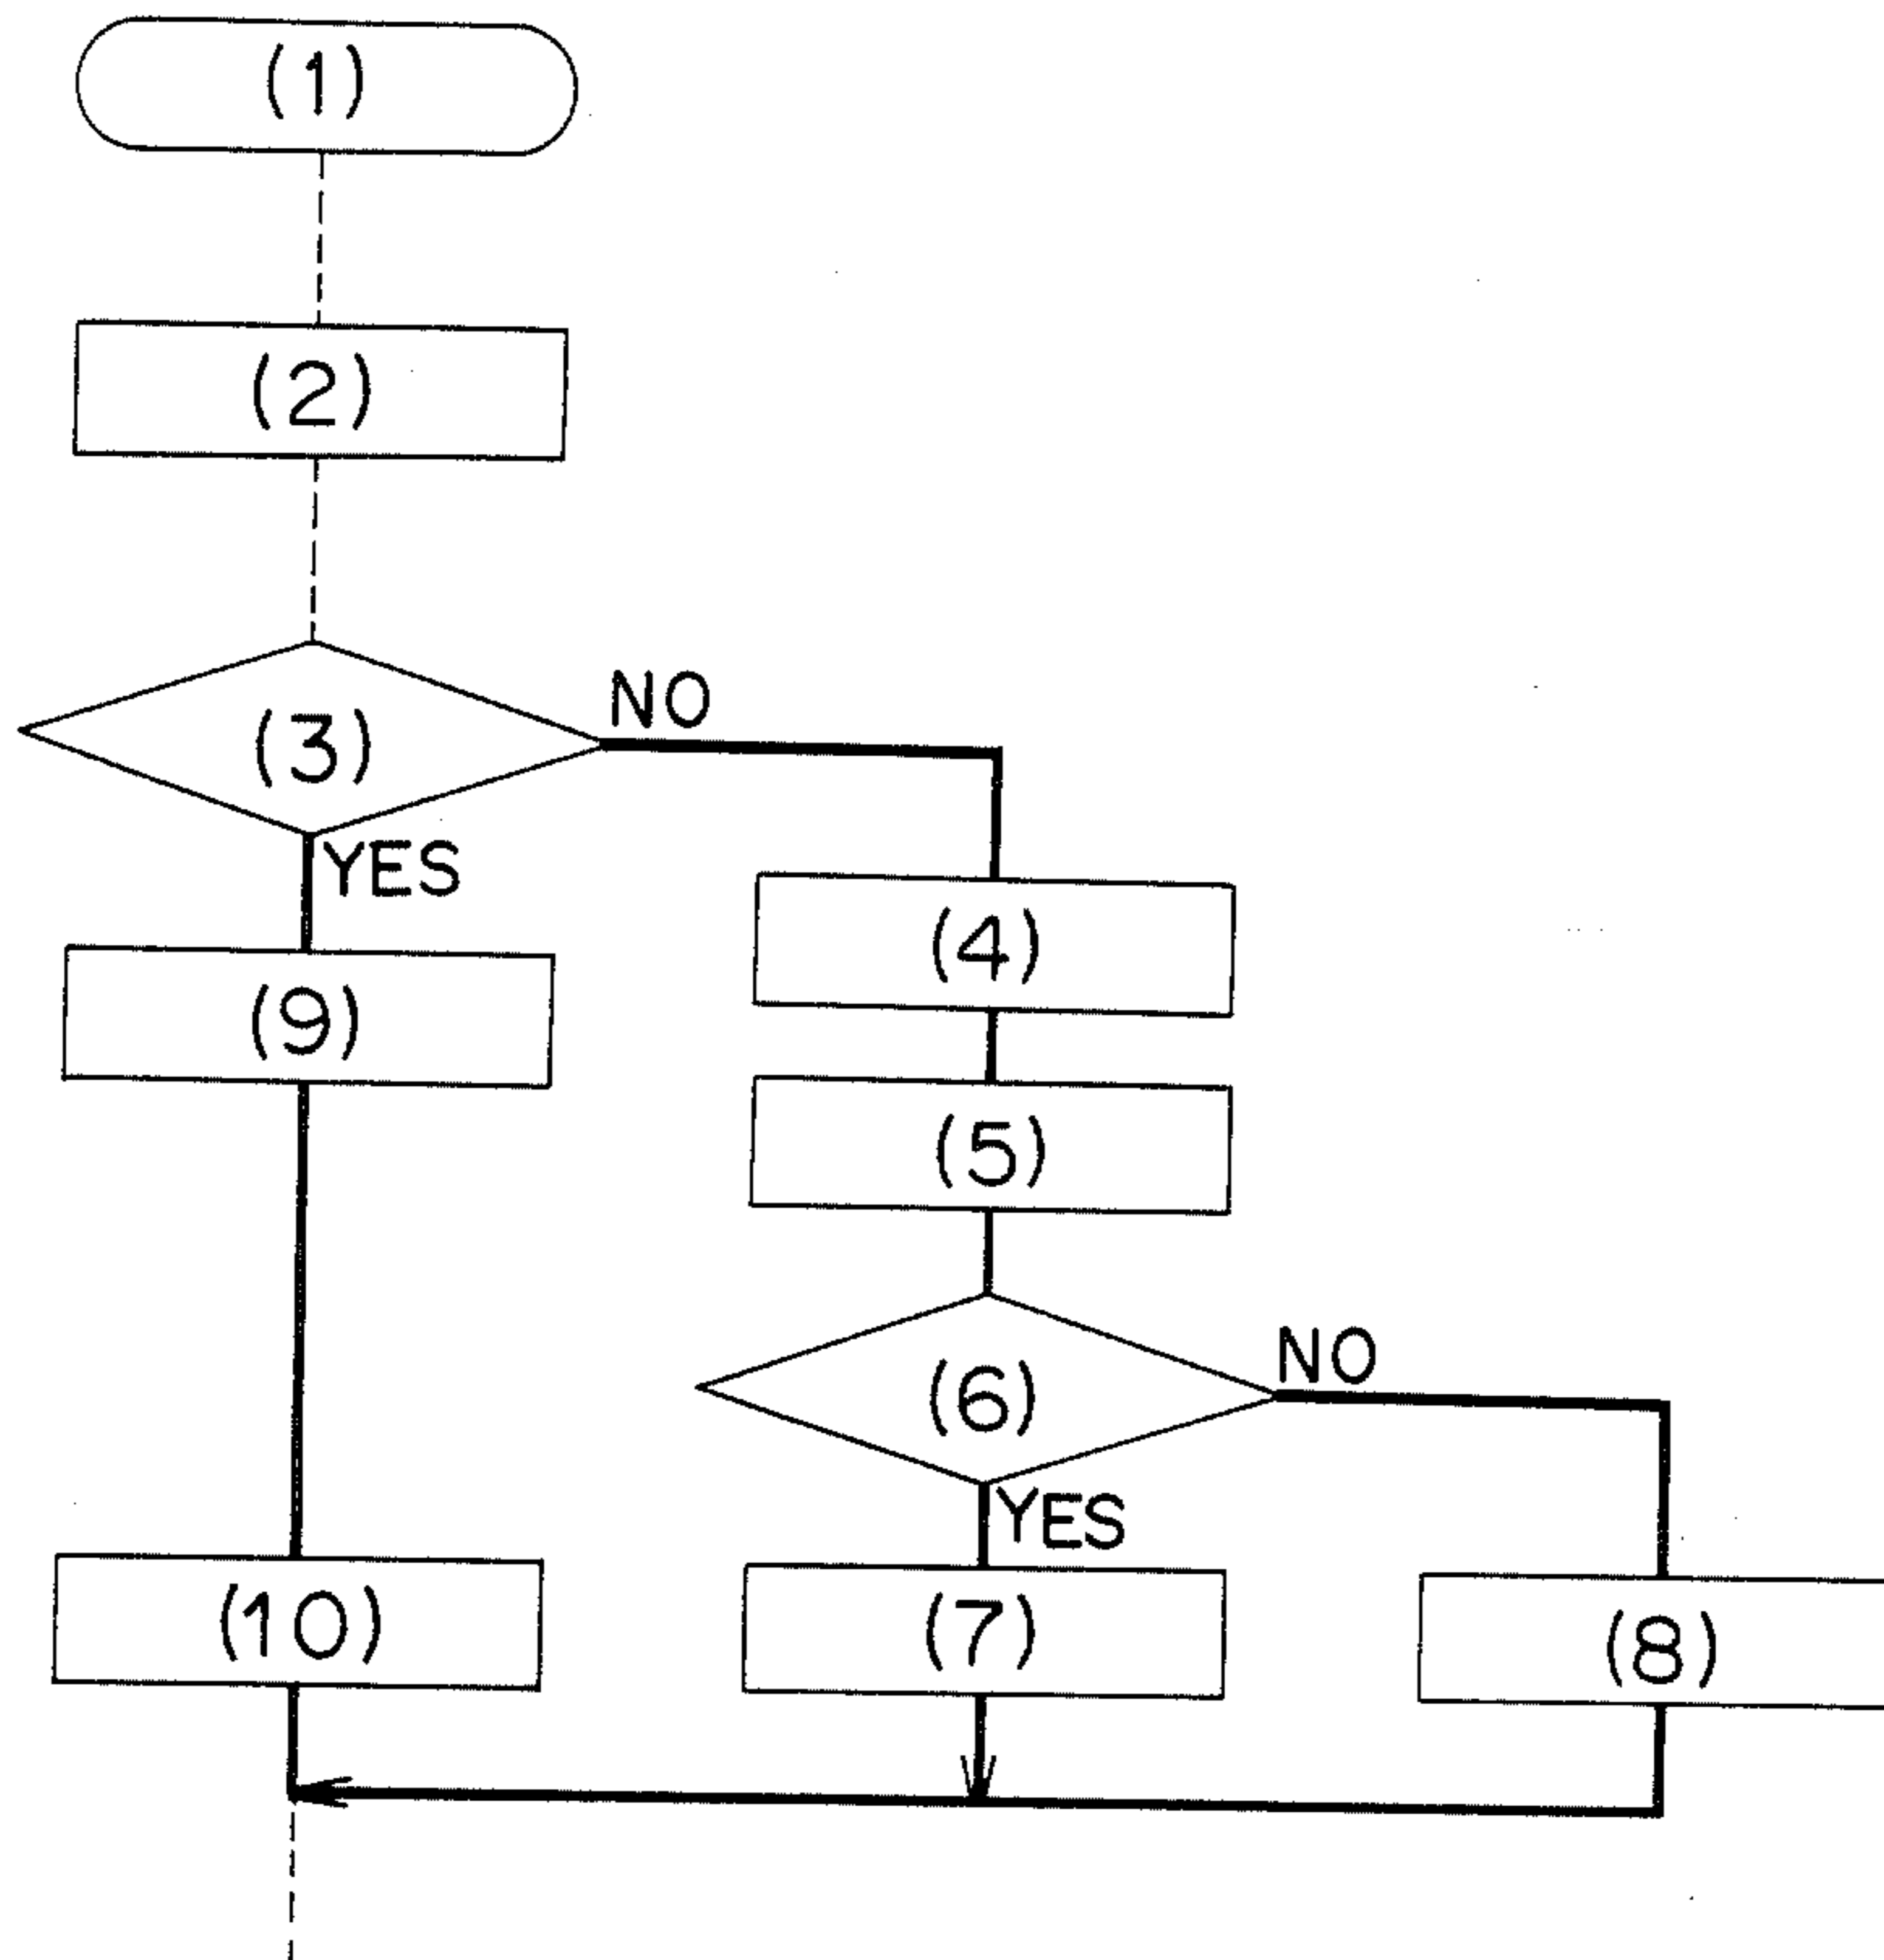 (1)
(2)
(3)
NO
YES
(4)
(9)
(5)
(6)
NO
YES
(10)
(7)
(8)